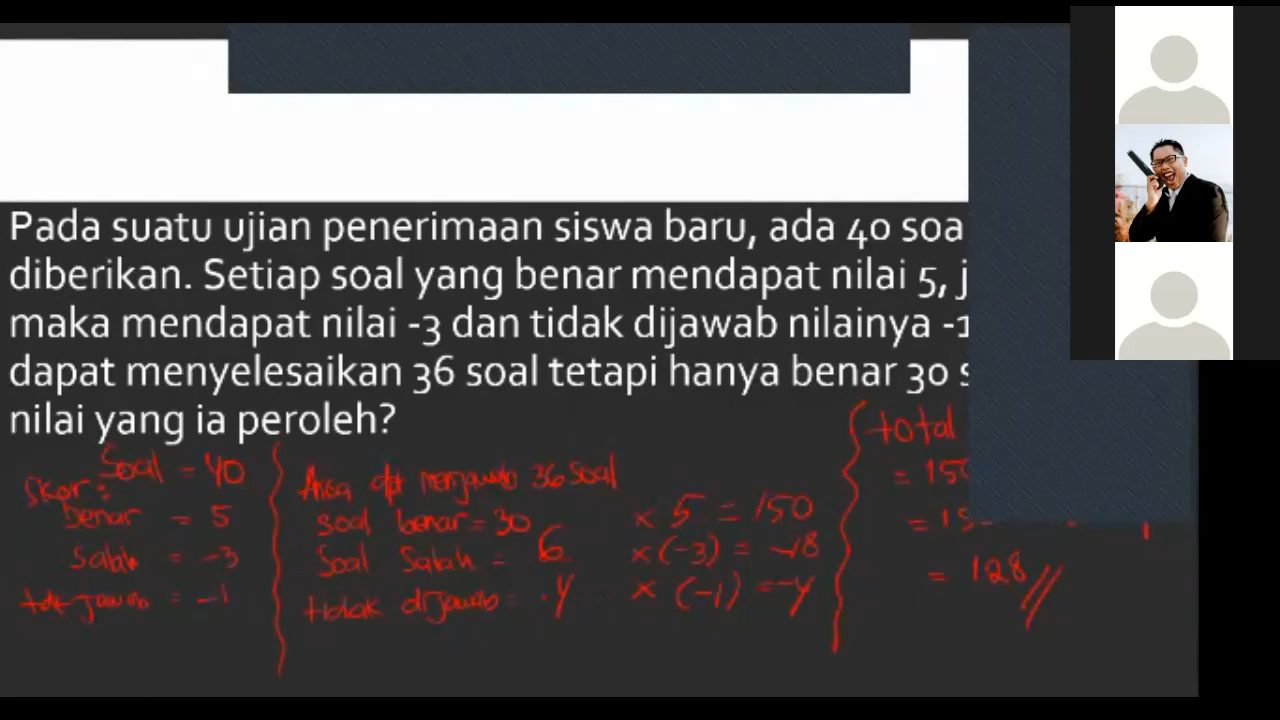 Pada suatu ujian penerimaan siswa baru, ada 40 soa
diberikan. Setiap soal yang benar mendapat nilai 5, j
maka mendapat nilai -3 dan tidak dijawab nilainya -1
dapat menyelesaikan 36 soal tetapi hanya benar 30 s
nilai yang ia peroleh?
Soal = 40
Skor:
benar = 5
salah = -3
tdk jawab = -1
Anisa dpt menjawab 36 soal
soal benar = 30 × 5 = 150
Soal Salah = 6 × (-3) = -18
tidak dijawab = 4 × (-1) = -4
total
= 150
= 128